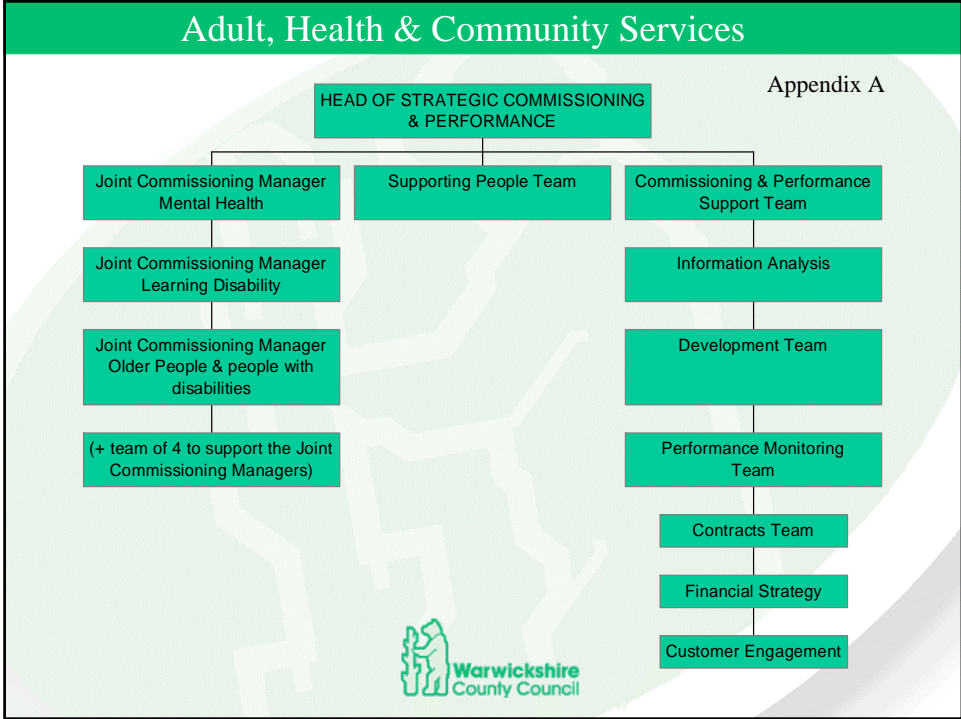 Adult, Health & Community Services
Appendix A
HEAD OF STRATEGIC COMMISSIONING
& PERFORMANCE
Joint Commissioning Manager
Mental Health
Supporting People Team
Commissioning & Performance
Support Team
Joint Commissioning Manager
Learning Disability
Information Analysis
Joint Commissioning Manager
Older People & people with
disabilities
Development Team
(+ team of 4 to support the Joint
Commissioning Managers)
Performance Monitoring
Team
Contracts Team
Financial Strategy
Customer Engagement
Warwickshire
County Council